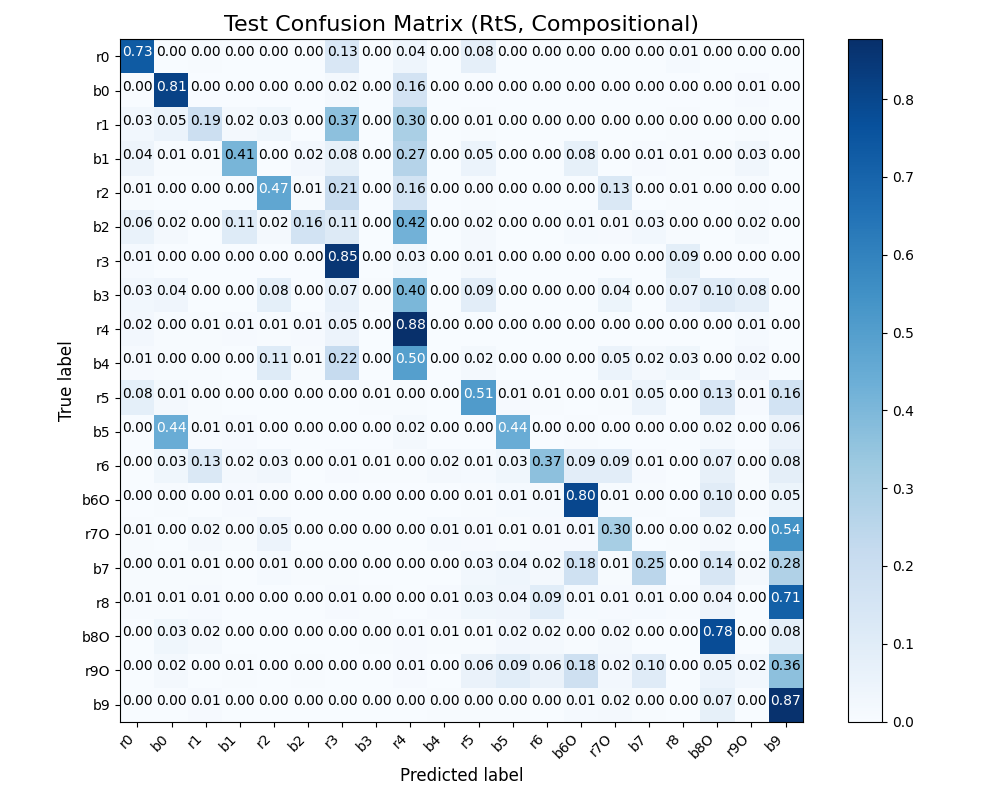 Test Confusion Matrix (RtS, Compositional)
r0 0.73 0.00 0.00 0.00 0.00 0.00 0.13 0.00 0.04 0.00 0.08 0.00 0.00 0.00 0.00 0.00 0.01 0.00 0.00 0.00
b0 0.00 0.81 0.00 0.00 0.00 0.00 0.02 0.00 0.16 0.00 0.00 0.00 0.00 0.00 0.00 0.00 0.00 0.00 0.01 0.00
r1 0.03 0.05 0.19 0.02 0.03 0.00 0.37 0.00 0.30 0.00 0.01 0.00 0.00 0.00 0.00 0.00 0.00 0.00 0.00 0.00
b1 0.04 0.01 0.01 0.41 0.00 0.02 0.08 0.00 0.27 0.00 0.05 0.00 0.00 0.08 0.00 0.01 0.01 0.00 0.03 0.00
r2 0.01 0.00 0.00 0.00 0.47 0.01 0.21 0.00 0.16 0.00 0.00 0.00 0.00 0.00 0.13 0.00 0.01 0.00 0.00 0.00
b2 0.06 0.02 0.00 0.11 0.02 0.16 0.11 0.00 0.42 0.00 0.02 0.00 0.00 0.01 0.01 0.03 0.00 0.00 0.02 0.00
r3 0.01 0.00 0.00 0.00 0.00 0.00 0.85 0.00 0.03 0.00 0.01 0.00 0.00 0.00 0.00 0.00 0.09 0.00 0.00 0.00
b3 0.03 0.04 0.00 0.00 0.08 0.00 0.07 0.00 0.40 0.00 0.09 0.00 0.00 0.00 0.04 0.00 0.07 0.10 0.08 0.00
r4 0.02 0.00 0.01 0.01 0.01 0.01 0.05 0.00 0.88 0.00 0.00 0.00 0.00 0.00 0.00 0.00 0.00 0.00 0.01 0.00
b4 0.01 0.00 0.00 0.00 0.11 0.01 0.22 0.00 0.50 0.00 0.02 0.00 0.00 0.00 0.05 0.02 0.03 0.00 0.02 0.00
r5 0.08 0.01 0.00 0.00 0.00 0.00 0.00 0.01 0.00 0.00 0.51 0.01 0.01 0.00 0.01 0.05 0.00 0.13 0.01 0.16
b5 0.00 0.44 0.01 0.01 0.00 0.00 0.00 0.00 0.02 0.00 0.00 0.44 0.00 0.00 0.00 0.00 0.00 0.02 0.00 0.06
r6 0.00 0.03 0.13 0.02 0.03 0.00 0.01 0.01 0.00 0.02 0.01 0.03 0.37 0.09 0.09 0.01 0.00 0.07 0.00 0.08
b6O 0.00 0.00 0.00 0.01 0.00 0.00 0.00 0.00 0.00 0.00 0.01 0.01 0.01 0.80 0.01 0.00 0.00 0.10 0.00 0.05
r7O 0.01 0.00 0.02 0.00 0.05 0.00 0.00 0.00 0.00 0.01 0.01 0.01 0.01 0.01 0.30 0.00 0.00 0.02 0.00 0.54
b7 0.00 0.01 0.01 0.00 0.01 0.00 0.00 0.00 0.00 0.00 0.03 0.04 0.02 0.18 0.01 0.25 0.00 0.14 0.02 0.28
r8 0.01 0.01 0.01 0.00 0.00 0.00 0.01 0.00 0.00 0.01 0.03 0.04 0.09 0.01 0.01 0.01 0.00 0.04 0.00 0.71
b8O 0.00 0.03 0.02 0.00 0.00 0.00 0.00 0.00 0.01 0.01 0.01 0.02 0.02 0.00 0.02 0.00 0.00 0.78 0.00 0.08
r9O 0.00 0.02 0.00 0.01 0.00 0.00 0.00 0.00 0.01 0.00 0.06 0.09 0.06 0.18 0.02 0.10 0.00 0.05 0.02 0.36
b9 0.00 0.00 0.01 0.00 0.00 0.00 0.00 0.00 0.00 0.00 0.00 0.00 0.00 0.01 0.02 0.00 0.00 0.07 0.00 0.87
r0 b0 r1 b1 r2 b2 r3 b3 r4 b4 r5 b5 r6 b6O r7O b7 r8 b8O r9O b9
Predicted label
True label
0.8
0.7
0.6
0.5
0.4
0.3
0.2
0.1
0.0